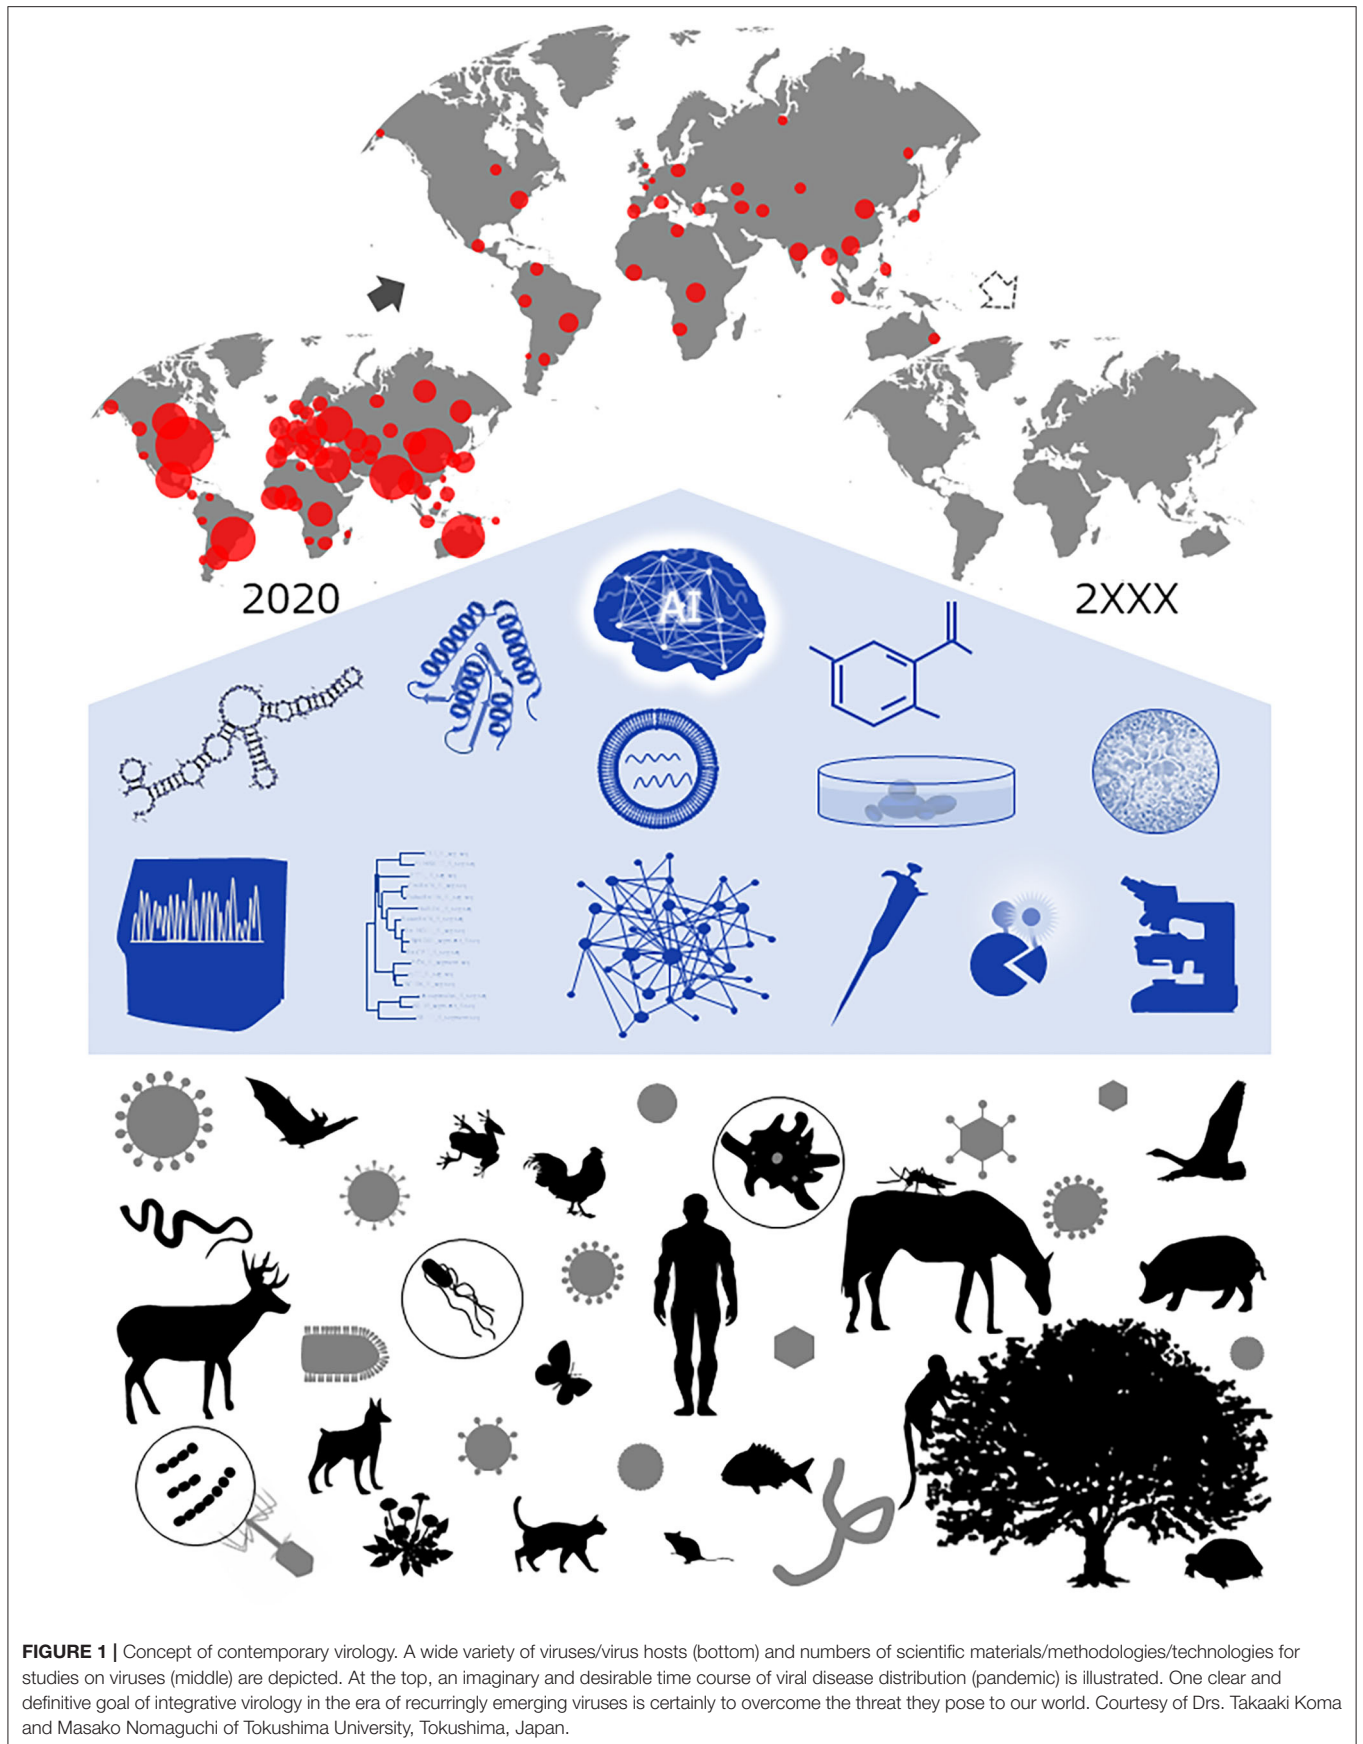 2020
2XXX
AI
FIGURE 1 | Concept of contemporary virology. A wide variety of viruses/virus hosts (bottom) and numbers of scientific materials/methodologies/technologies for
studies on viruses (middle) are depicted. At the top, an imaginary and desirable time course of viral disease distribution (pandemic) is illustrated. One clear and
definitive goal of integrative virology in the era of recurringly emerging viruses is certainly to overcome the threat they pose to our world. Courtesy of Drs. Takaaki Koma
and Masako Nomaguchi of Tokushima University, Tokushima, Japan.